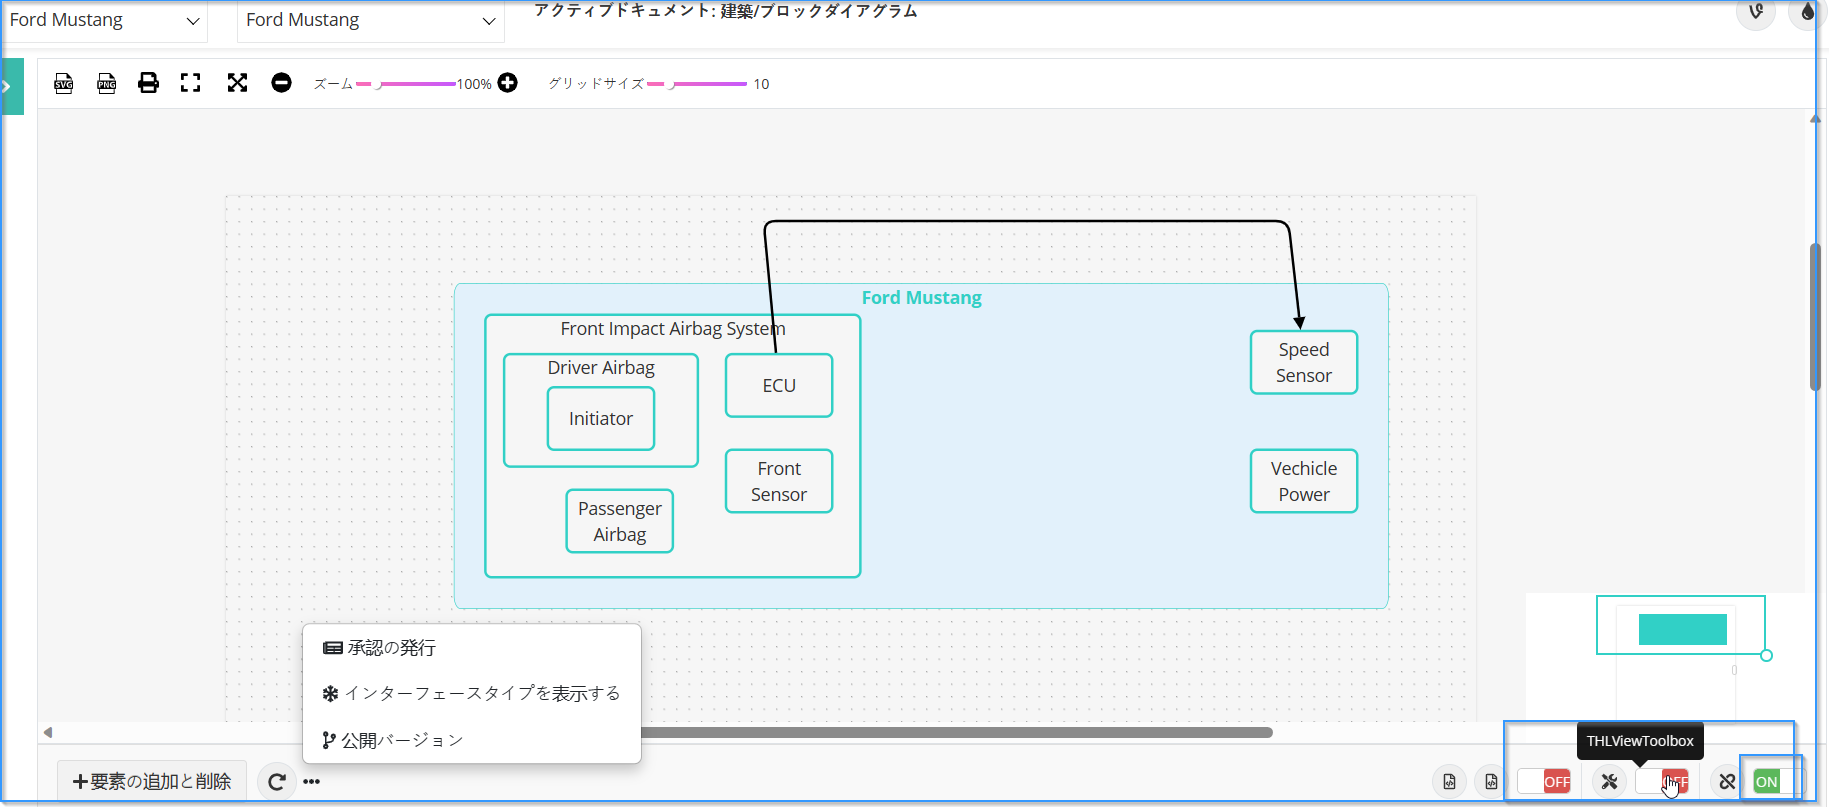 Ford Mustang
Ford Mustang
アクティブドキュメント: 建築/ブロックダイアグラム
SVG
PNG
ズーム
100%
グリッドサイズ
10
Ford Mustang
Front Impact Airbag System
Driver Airbag
Initiator
ECU
Front
Sensor
Passenger
Airbag
Speed
Sensor
Vechicle
Power
承認の発行
インターフェースタイプを表示する
公開バージョン
THLViewToolbox
+要素の追加と削除
OFF
OFF
ON